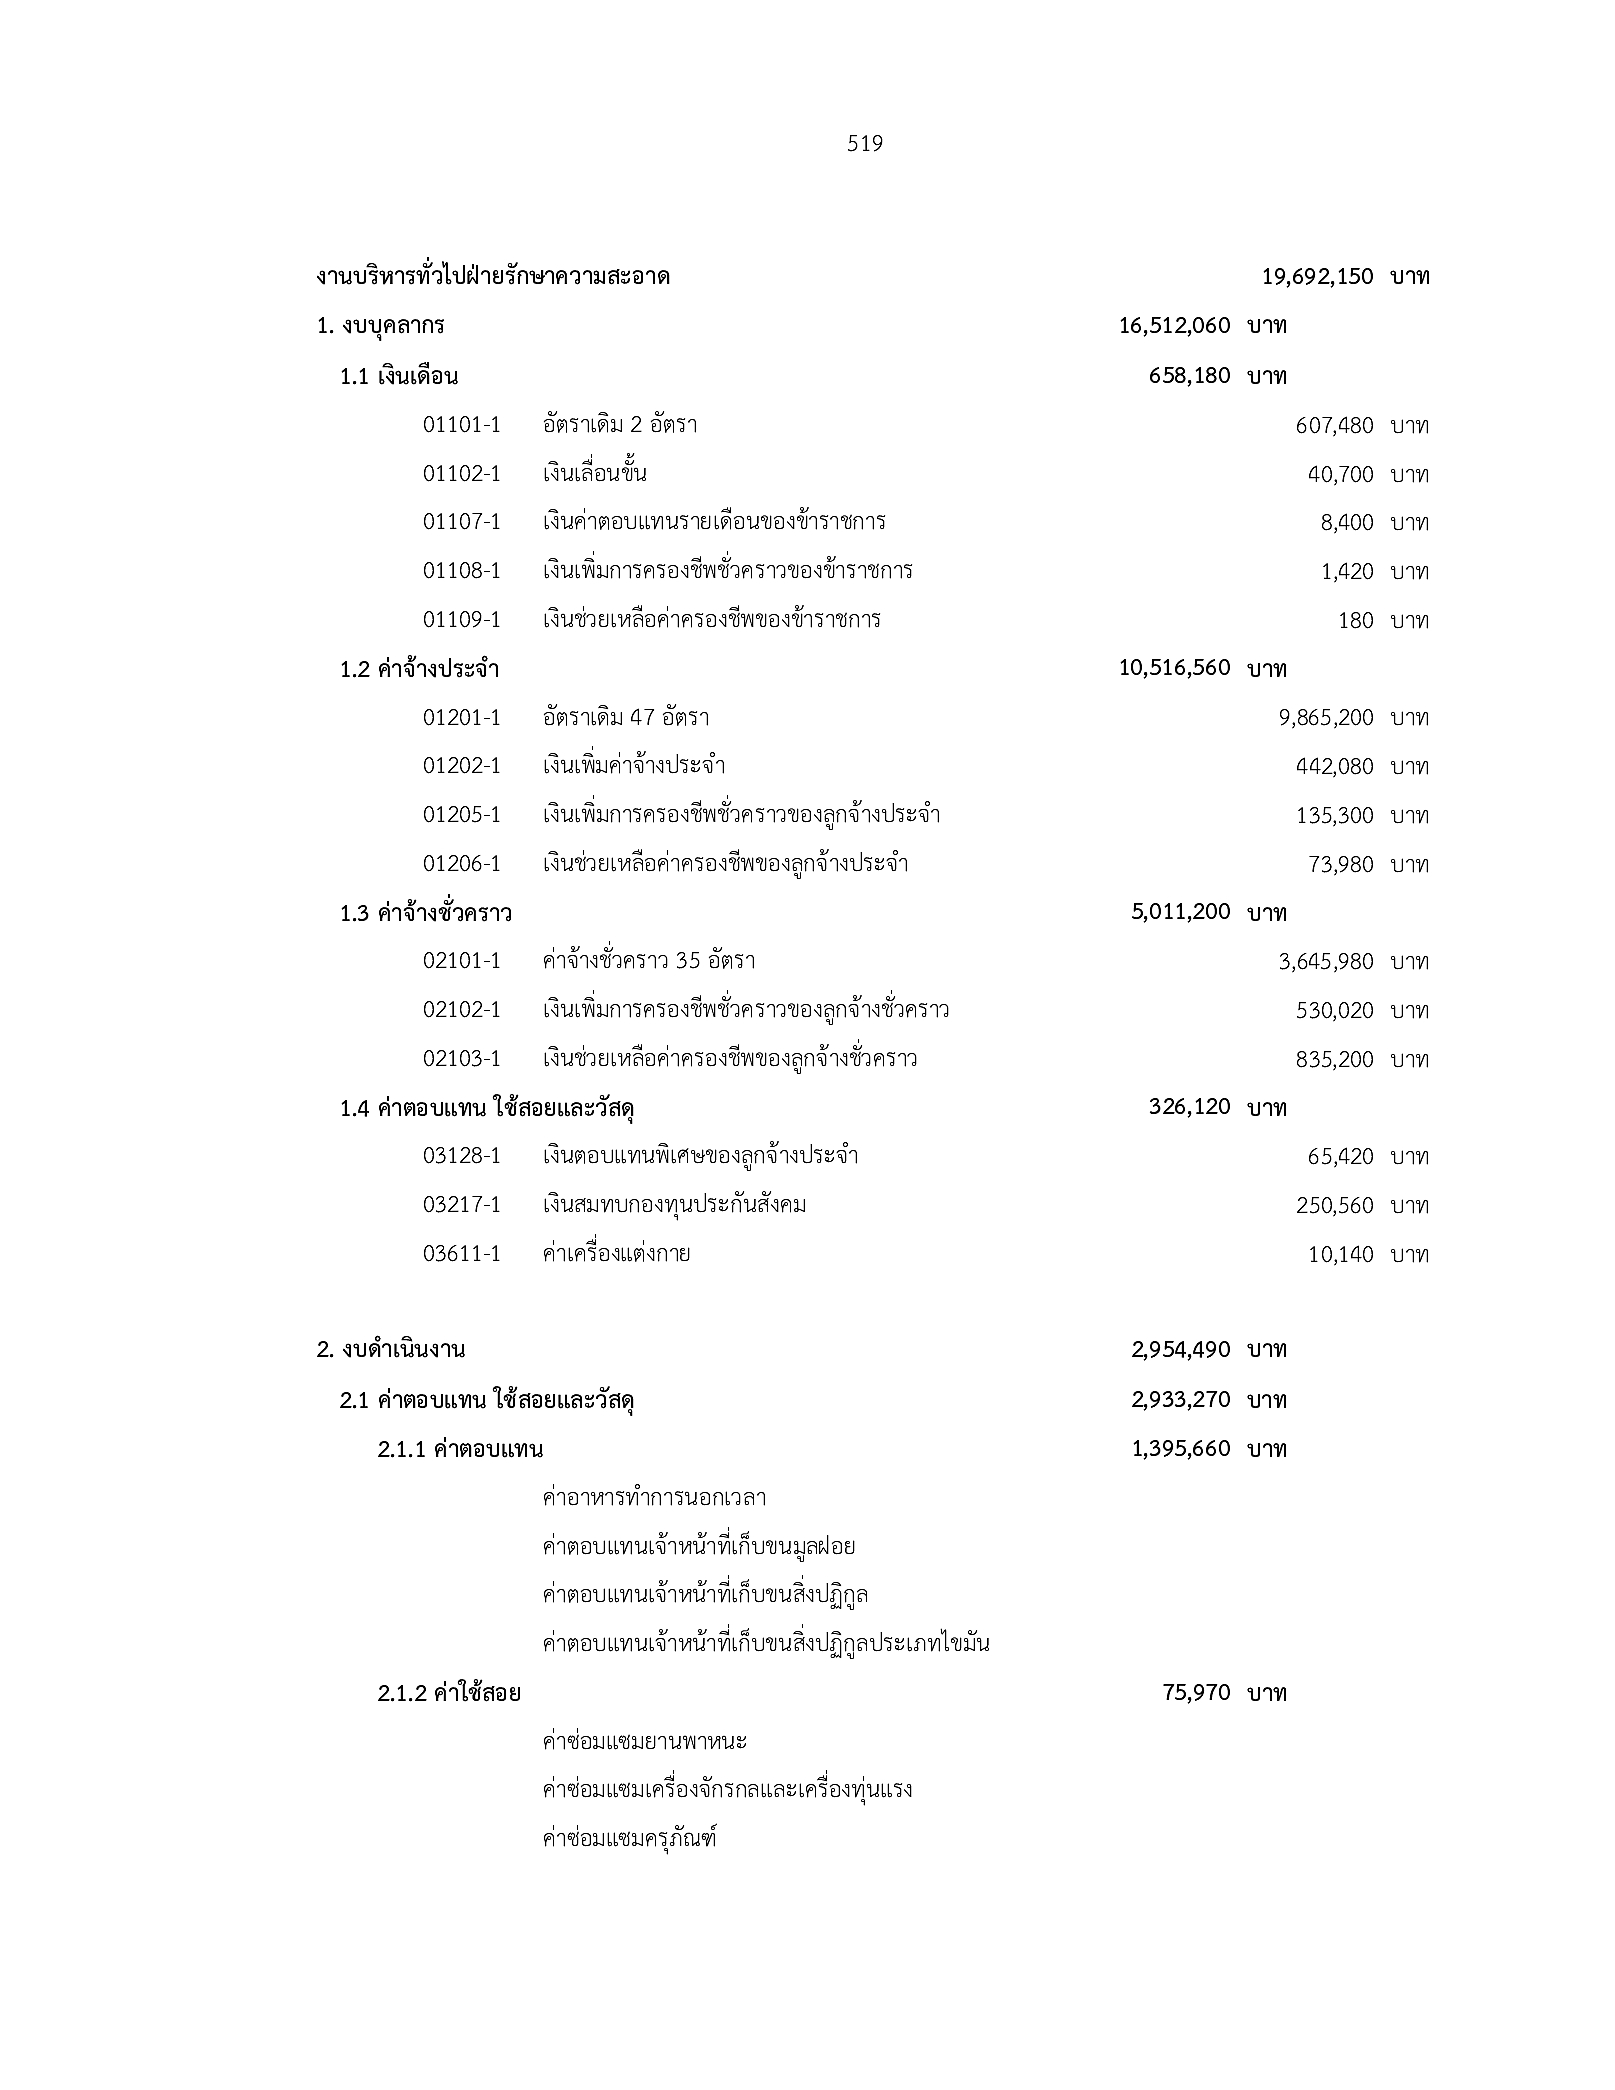 519
งานบริหารทั่วไปฝ่ายรักษาความสะอาด 19,692,150 บาท
1. งบบุคลากร 16,512,060 บาท
1.1 เงินเดือน 658,180 บาท
01101-1 อัตราเดิม 2 อัตรา 607,480 บาท
01102-1 เงินเลื่อนขั้น 40,700 บาท
01107-1 เงินค่าตอบแทนรายเดือนของข้าราชการ 8,400 บาท
01108-1 เงินเพิ่มการครองชีพชั่วคราวของข้าราชการ 1,420 บาท
01109-1 เงินช่วยเหลือค่าครองชีพของข้าราชการ 180 บาท
1.2 ค่าจ้างประจำ 10,516,560 บาท
01201-1 อัตราเดิม 47 อัตรา 9,865,200 บาท
01202-1 เงินเพิ่มค่าจ้างประจำ 442,080 บาท
01205-1 เงินเพิ่มการครองชีพชั่วคราวของลูกจ้างประจำ 135,300 บาท
01206-1 เงินช่วยเหลือค่าครองชีพของลูกจ้างประจำ 73,980 บาท
1.3 ค่าจ้างชั่วคราว 5,011,200 บาท
02101-1 ค่าจ้างชั่วคราว 35 อัตรา 3,645,980 บาท
02102-1 เงินเพิ่มการครองชีพชั่วคราวของลูกจ้างชั่วคราว 530,020 บาท
02103-1 เงินช่วยเหลือค่าครองชีพของลูกจ้างชั่วคราว 835,200 บาท
1.4 ค่าตอบแทน ใช้สอยและวัสดุ 326,120 บาท
03128-1 เงินตอบแทนพิเศษของลูกจ้างประจำ 65,420 บาท
03217-1 เงินสมทบกองทุนประกันสังคม 250,560 บาท
03611-1 ค่าเครื่องแต่งกาย 10,140 บาท
2. งบดำเนินงาน 2,954,490 บาท
2.1 ค่าตอบแทน ใช้สอยและวัสดุ 2,933,270 บาท
2.1.1 ค่าตอบแทน 1,395,660 บาท
ค่าอาหารทำการนอกเวลา
ค่าตอบแทนเจ้าหน้าที่เก็บขนมูลฝอย
ค่าตอบแทนเจ้าหน้าที่เก็บขนสิ่งปฏิกูล
ค่าตอบแทนเจ้าหน้าที่เก็บขนสิ่งปฏิกูลประเภทไขมัน
2.1.2 ค่าใช้สอย 75,970 บาท
ค่าซ่อมแซมยานพาหนะ
ค่าซ่อมแซมเครื่องจักรกลและเครื่องทุ่นแรง
ค่าซ่อมแซมครุภัณฑ์